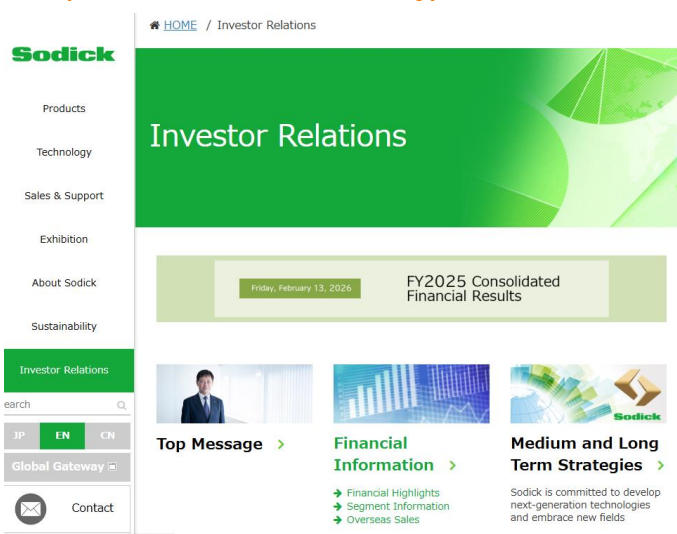 HOME / Investor Relations
Sodick
Products
Technology
Sales & Support
Exhibition
About Sodick
Sustainability
Investor Relations
earch
JP EN CN
Global Gateway
Contact
Investor Relations
Friday, February 13, 2026
FY2025 Consolidated
Financial Results
Top Message >
Financial
Information >
→ Financial Highlights
→ Segment Information
→ Overseas Sales
Sodick
Medium and Long
Term Strategies >
Sodick is committed to develop
next-generation technologies
and embrace new fields